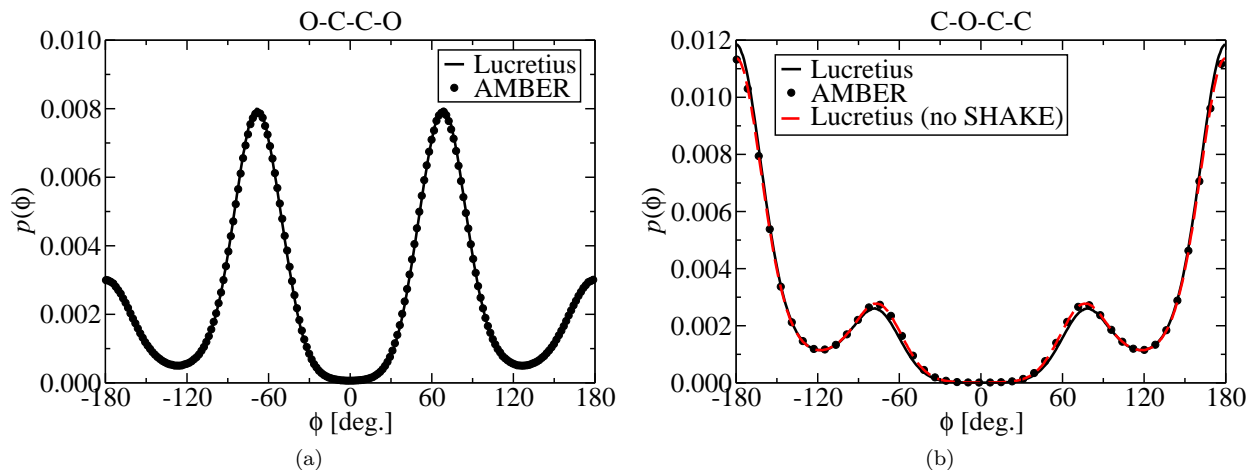 O-C-C-O
0.010
0.008
0.006
0.004
0.002
0.000
p(ϕ)
Lucretius
AMBER
-180 -120 -60 0 60 120 180
ϕ [deg.]
(a)
C-O-C-C
0.012
0.010
0.008
0.006
0.004
0.002
0.000
p(ϕ)
Lucretius
AMBER
Lucretius (no SHAKE)
-180 -120 -60 0 60 120 180
ϕ [deg.]
(b)